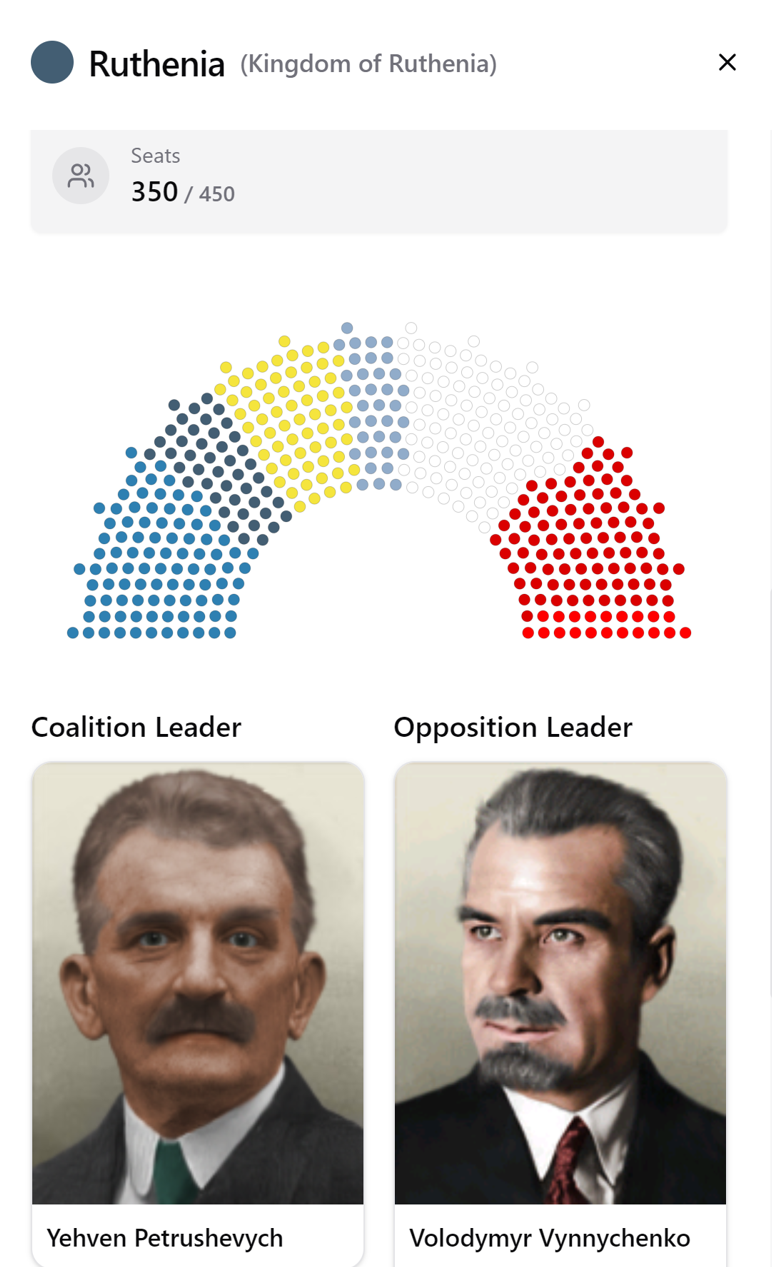 Ruthenia (Kingdom of Ruthenia)
Seats
350 / 450
Coalition Leader
Opposition Leader
Yehven Petrushevych
Volodymyr Vynnychenko